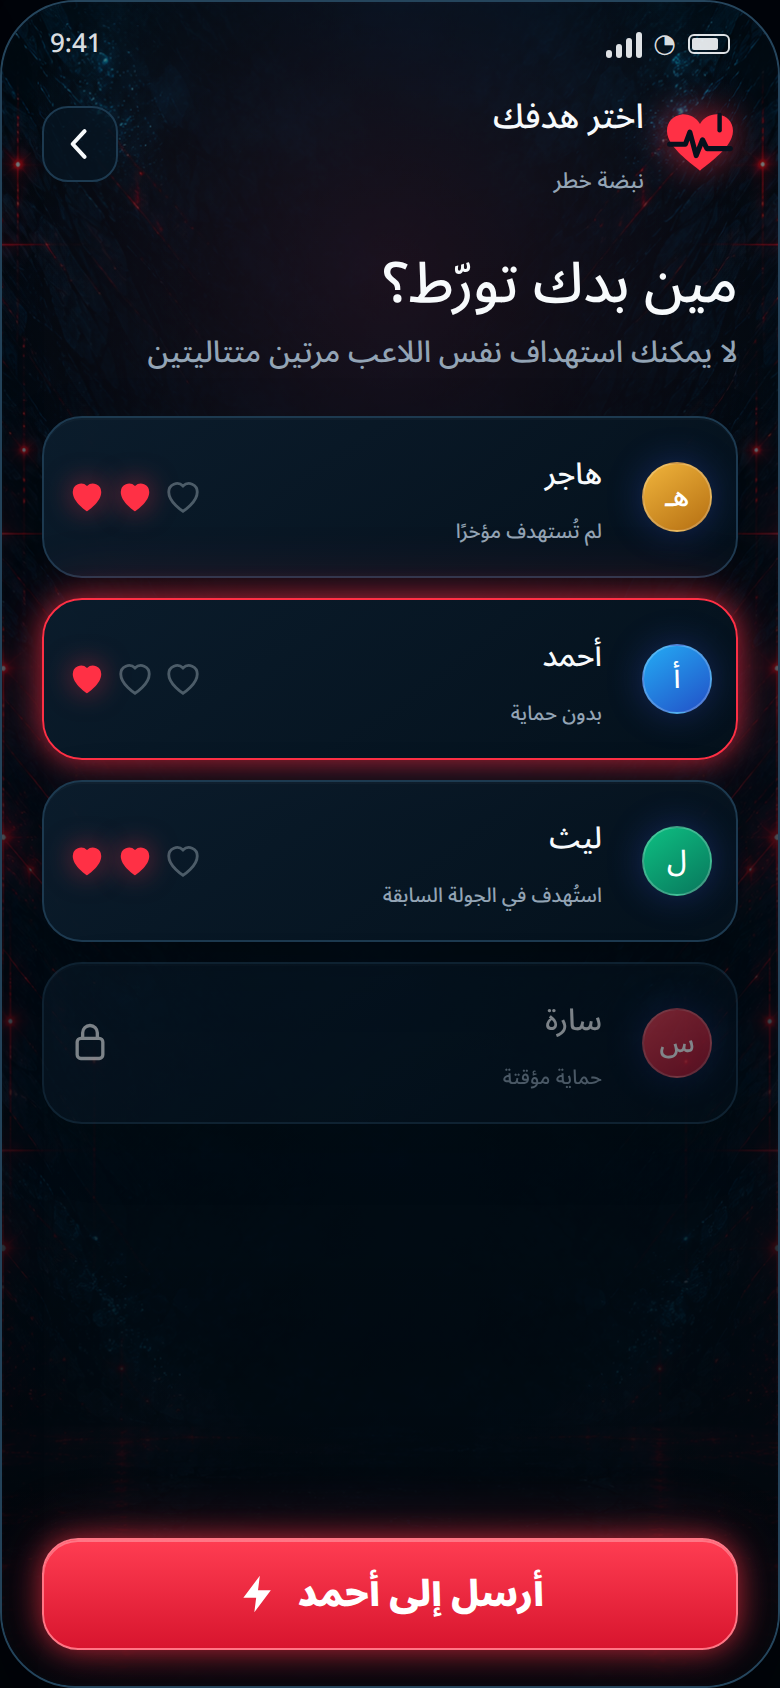 9:41
اختر هدفك
نبضة خطر
مين بدك تورّط؟
لا يمكنك استهداف نفس اللاعب مرتين متتاليتين
هـ
هاجر
لم تُستهدف مؤخرًا
أ
أحمد
بدون حماية
ل
ليث
استُهدف في الجولة السابقة
س
سارة
حماية مؤقتة
أرسل إلى أحمد